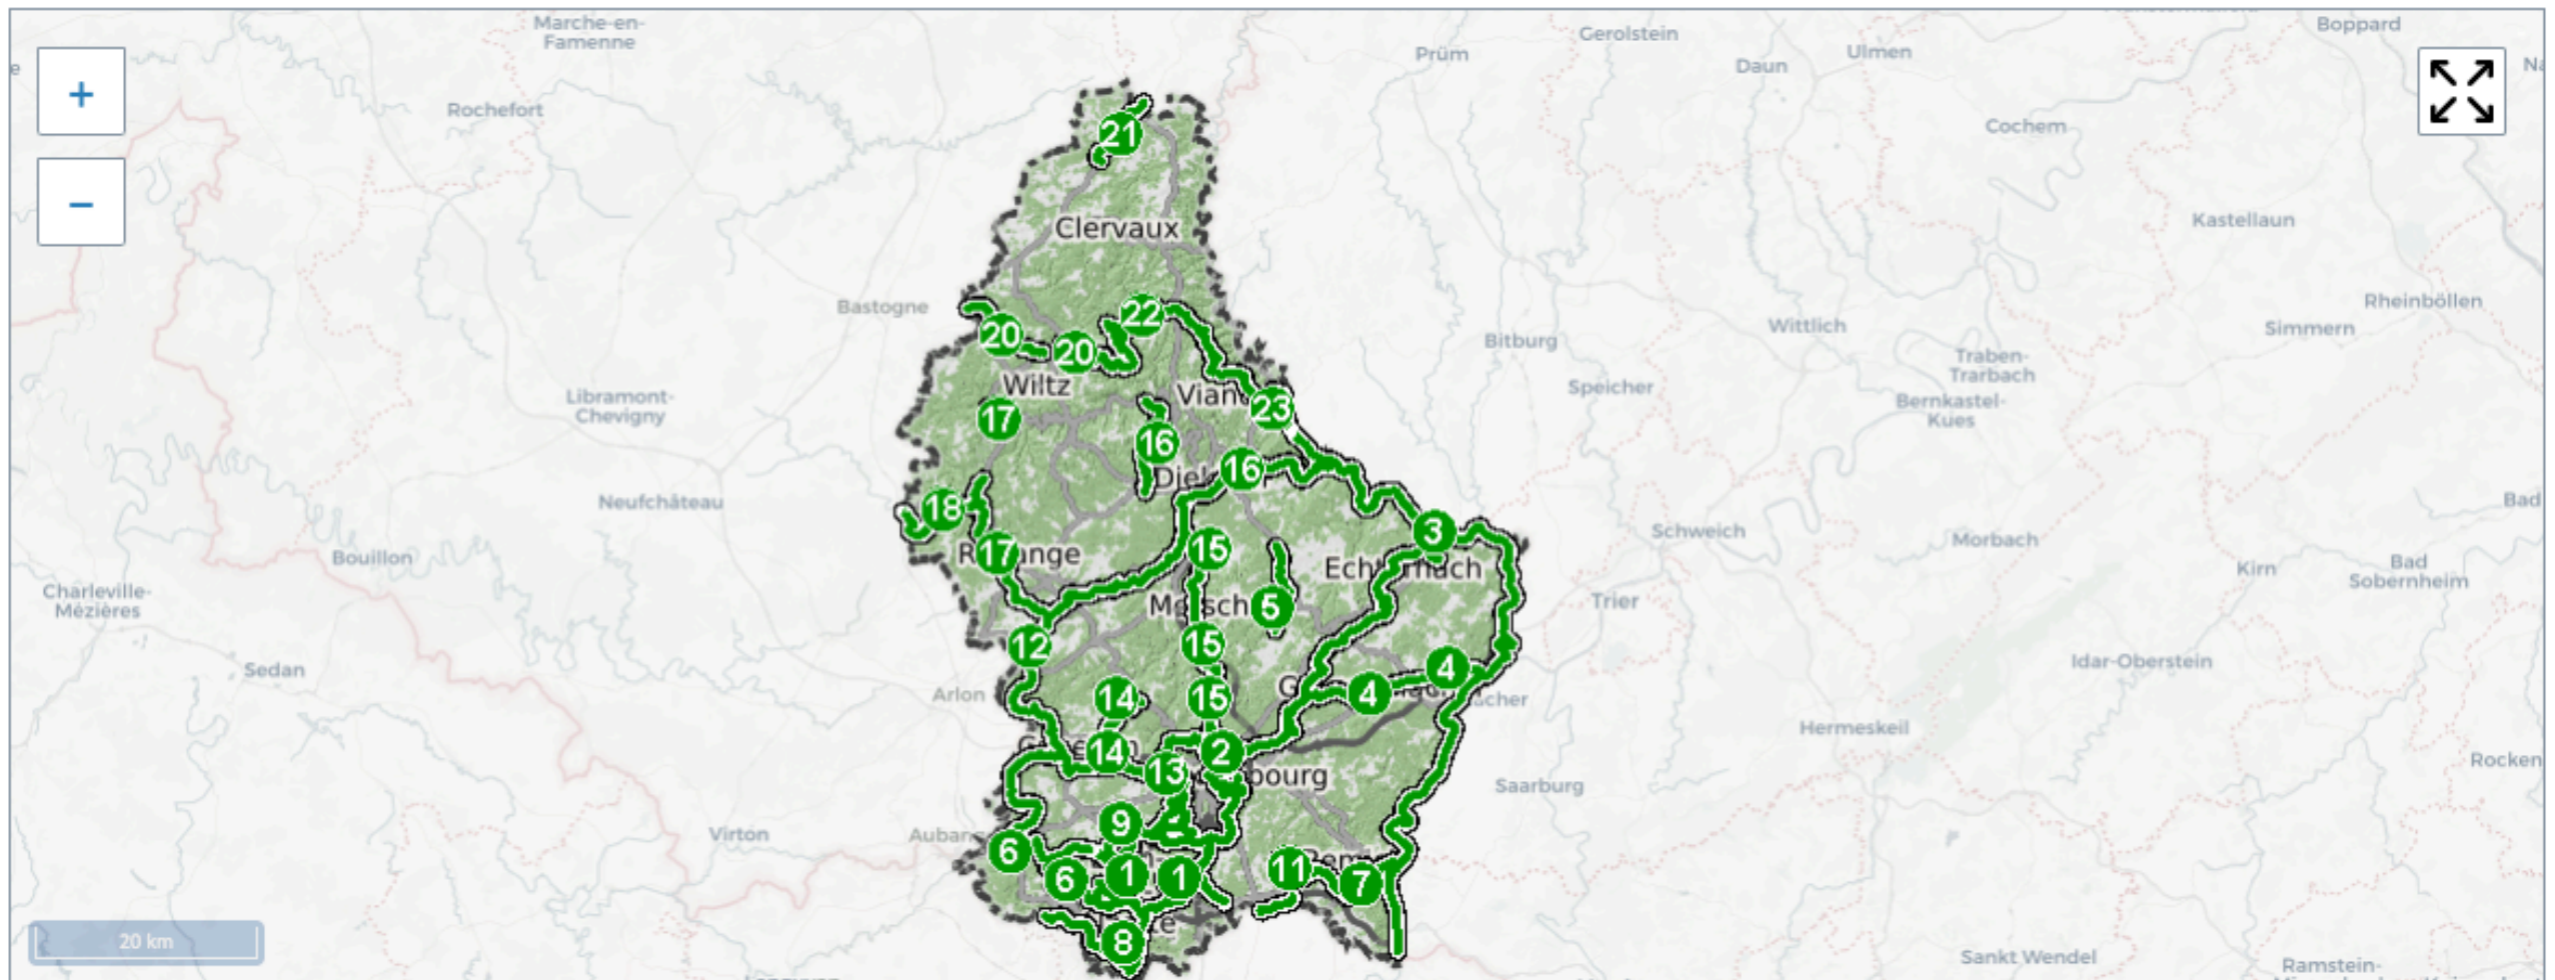 Marche-en-
Famenne
Gerolstein
Boppard
+
Prüm
Ulmen
Daun
Rochefort
Cochem
21
−
Kastellaun
Clervaux
Bastogne
22
Rheinböllen
Wittlich
Simmern
20
20
Bitburg
Traben-
Trarbach
Wiltz
Speicher
Libramont-
Chevigny
23
Bernkastel-
Kues
17
16
16
Neufchâteau
Bad
18
3
Schweich
Morbach
Bouillon
17
15
Kirn
Bad
Sobernheim
Charleville-
Mézières
5
Trier
12
15
Sedan
4
Idar-Oberstein
Arlon
14
15
4
Hermeskeil
14
2
13
Saarburg
9
Virton
6
11
6
1
1
7
20 km
8
Sankt Wendel
Ramstein-